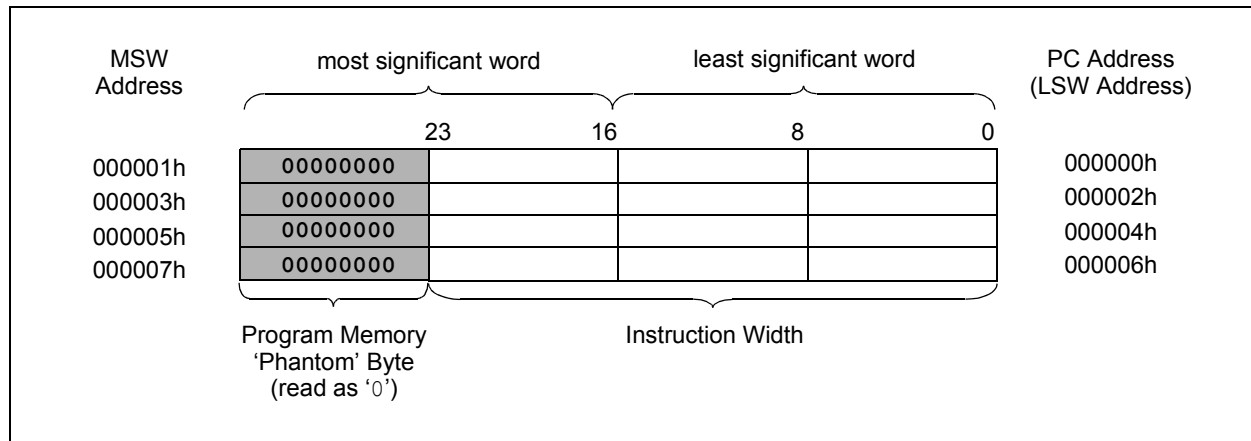 MSW
Address
most significant word
least significant word
PC Address
(LSW Address)
23 16 8 0
000001h 00000000 000000h
000003h 00000000 000002h
000005h 00000000 000004h
000007h 00000000 000006h
Program Memory
‘Phantom’ Byte
(read as ‘0’)
Instruction Width